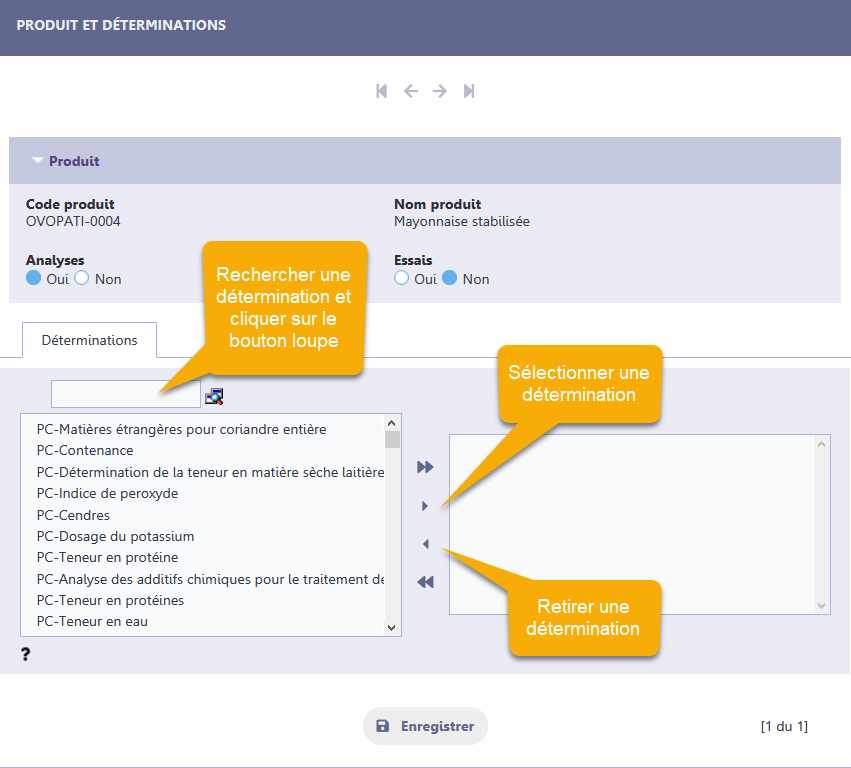 PRODUIT ET DÉTERMINATIONS
Produit
Code produit
OVOPATI-0004
Nom produit
Mayonnaise stabilisée
Analyses
Oui Non
Essais
Oui Non
Rechercher une
détermination et
cliquer sur le
bouton loupe
Déterminations
Sélectionner une
détermination
PC-Matières étrangères pour coriandre entière
PC-Contenance
PC-Détermination de la teneur en matière sèche laitière
PC-Indice de peroxyde
PC-Cendres
PC-Dosage du potassium
PC-Teneur en protéine
PC-Analyse des additifs chimiques pour le traitement de
PC-Teneur en protéines
PC-Teneur en eau
Retirer une
détermination
?
Enregistrer
[1 du 1]